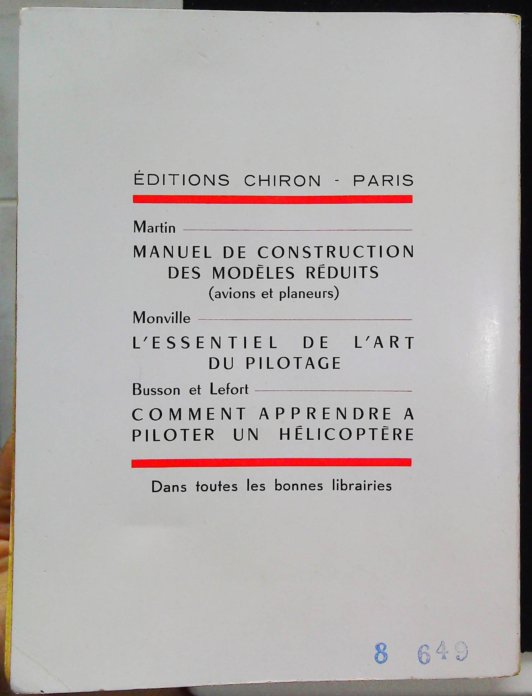 ÉDITIONS CHIRON - PARIS
Martin
MANUEL DE CONSTRUCTION
DES MODÈLES RÉDUITS
(avions et planeurs)
Monville
L'ESSENTIEL DE L'ART
DU PILOTAGE
Busson et Lefort
COMMENT APPRENDRE A
PILOTER UN HÉLICOPTÈRE
Dans toutes les bonnes librairies
8 649